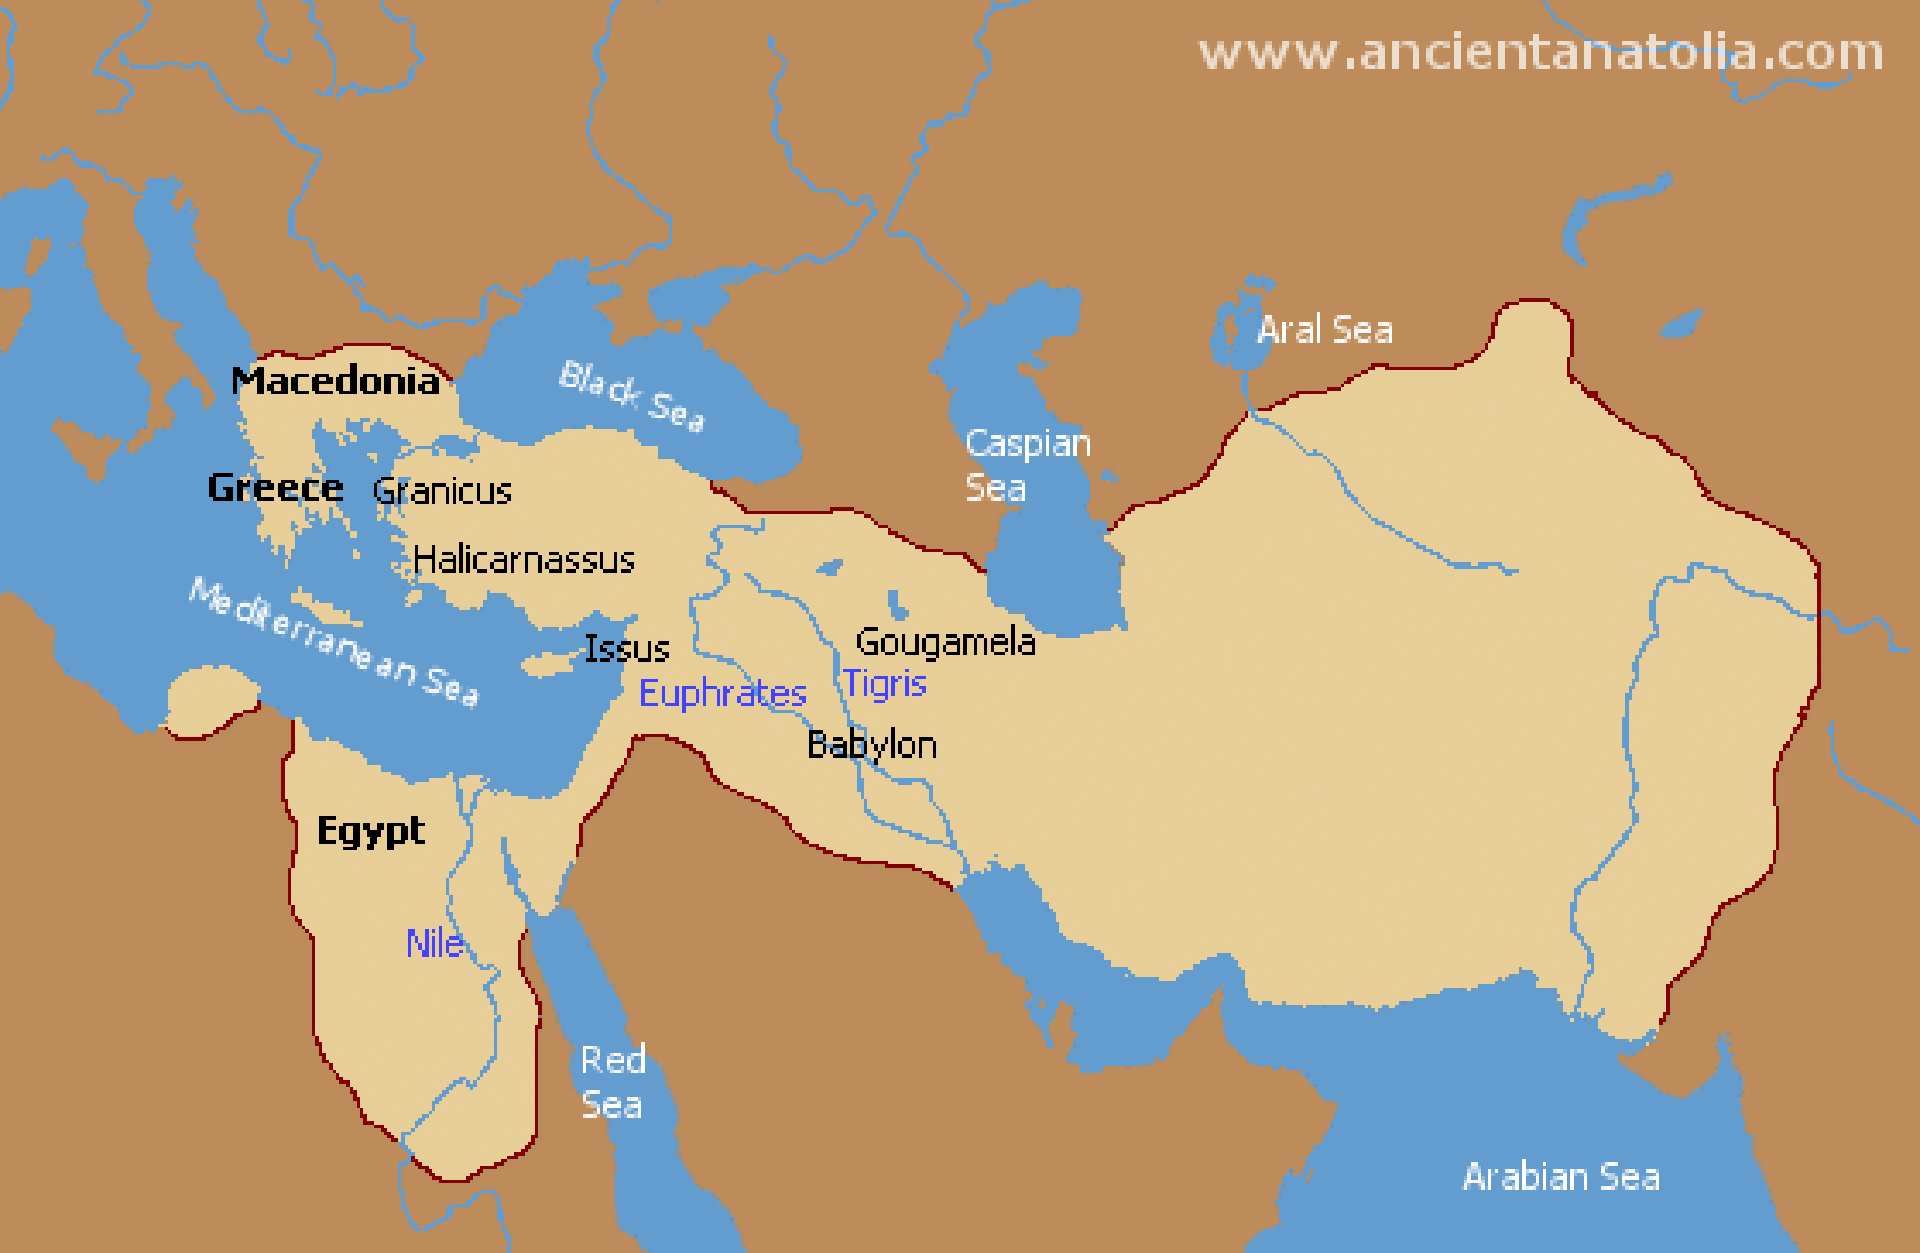 www.ancientanatolia.com
Aral Sea
Macedonia
Black Sea
Caspian
Sea
Greece
Granicus
Halicarnassus
Mediterranean Sea
Issus
Gougamela
Euphrates
Tigris
Babylon
Egypt
Nile
Red
Sea
Arabian Sea